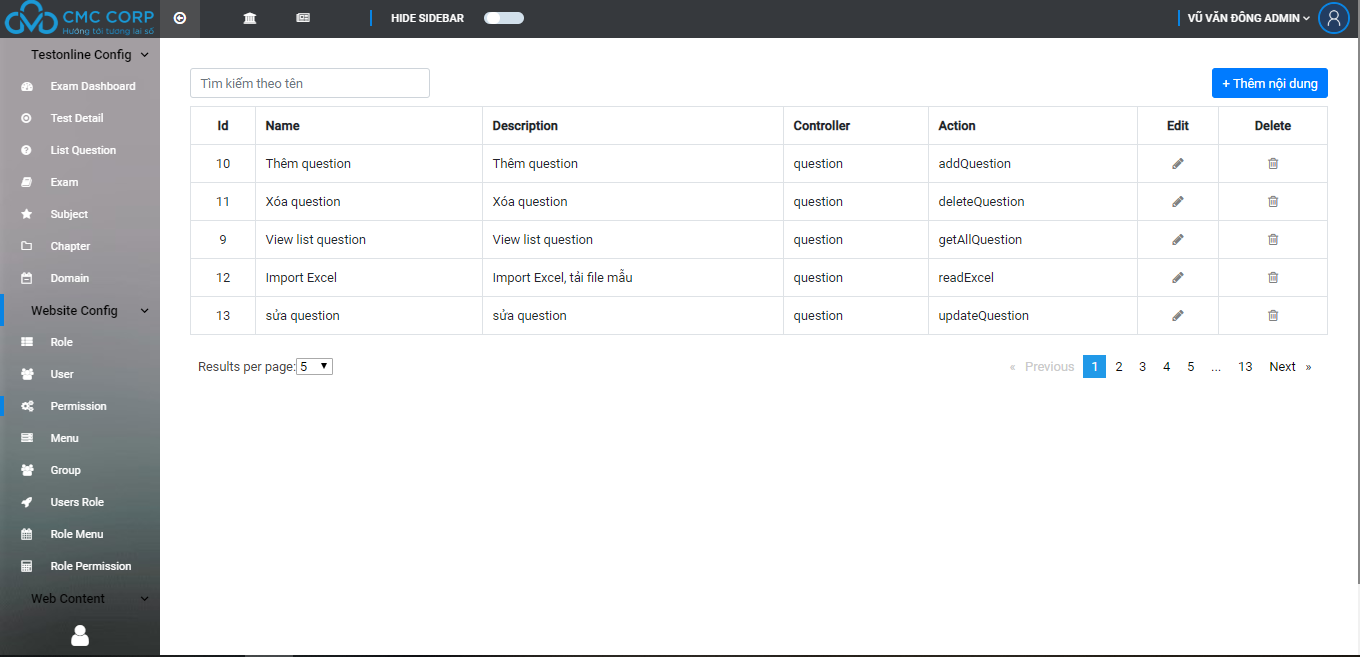 CMC CORP
Hướng tới tương lai số
HIDE SIDEBAR
VŨ VĂN ĐÔNG ADMIN
Testonline Config
Exam Dashboard
Test Detail
List Question
Exam
Subject
Chapter
Domain
Website Config
Role
User
Permission
Menu
Group
Users Role
Role Menu
Role Permission
Web Content
Tìm kiếm theo tên
+ Thêm nội dung
Id Name Description Controller Action Edit Delete
10 Thêm question Thêm question question addQuestion
11 Xóa question Xóa question question deleteQuestion
9 View list question View list question question getAllQuestion
12 Import Excel Import Excel, tải file mẫu question readExcel
13 sửa question sửa question question updateQuestion
Results per page: 5
« Previous 1 2 3 4 5 ... 13 Next »